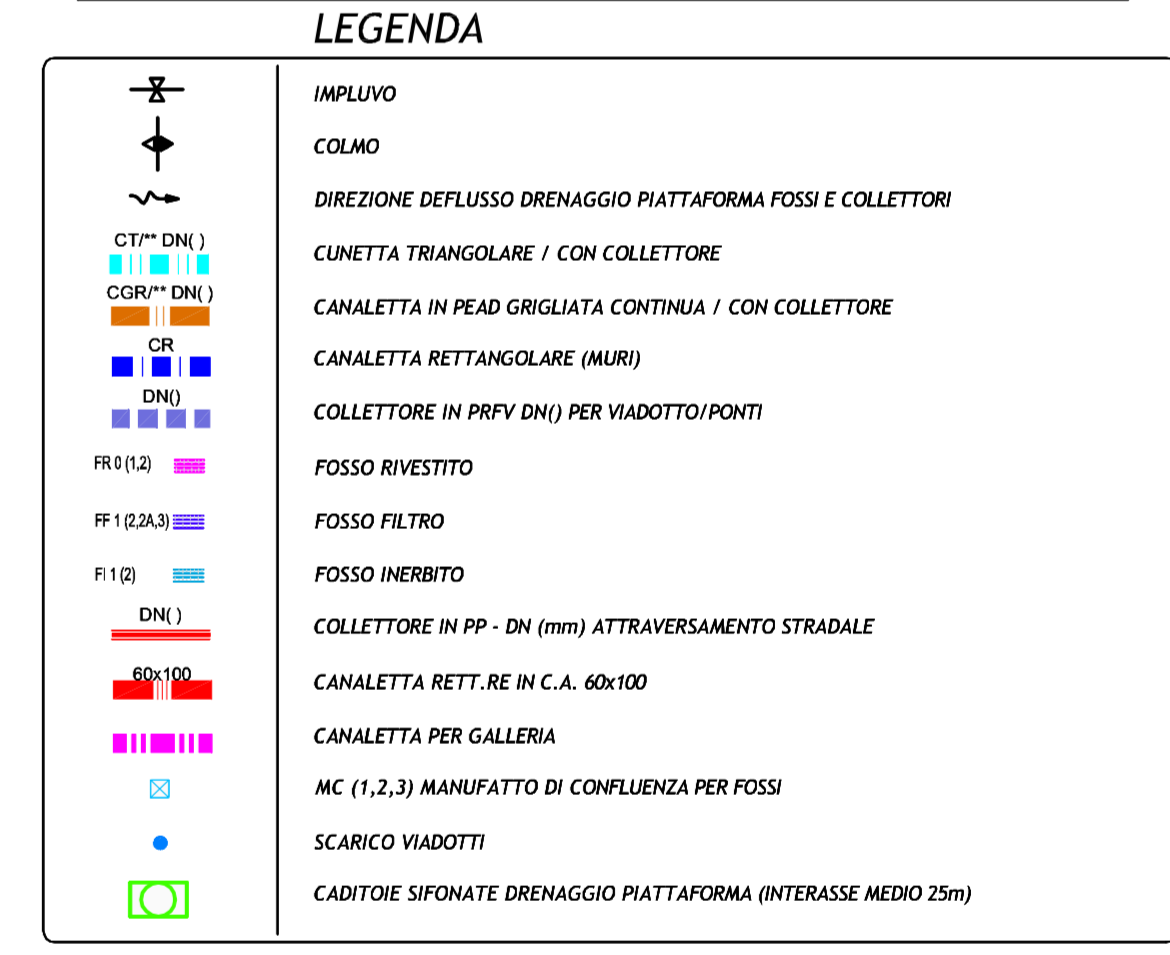 LEGENDA
IMPLUVO
COLMO
DIREZIONE DEFLUSSO DRENAGGIO PIATTAFORMA FOSSI E COLLETTORI
CT/** DN( )
CUNETTA TRIANGOLARE / CON COLLETTORE
CGR/** DN( )
CANALETTA IN PEAD GRIGLIATA CONTINUA / CON COLLETTORE
CR
CANALETTA RETTANGOLARE (MURI)
DN()
COLLETTORE IN PRFV DN() PER VIADOTTO/PONTI
FR 0 (1,2)
FOSSO RIVESTITO
FF 1 (2,2A,3)
FOSSO FILTRO
FI 1 (2)
FOSSO INERBITO
DN( )
COLLETTORE IN PP - DN (mm) ATTRAVERSAMENTO STRADALE
60x100
CANALETTA RETT.RE IN C.A. 60x100
CANALETTA PER GALLERIA
MC (1,2,3) MANUFATTO DI CONFLUENZA PER FOSSI
SCARICO VIADOTTI
CADITOIE SIFONATE DRENAGGIO PIATTAFORMA (INTERASSE MEDIO 25m)